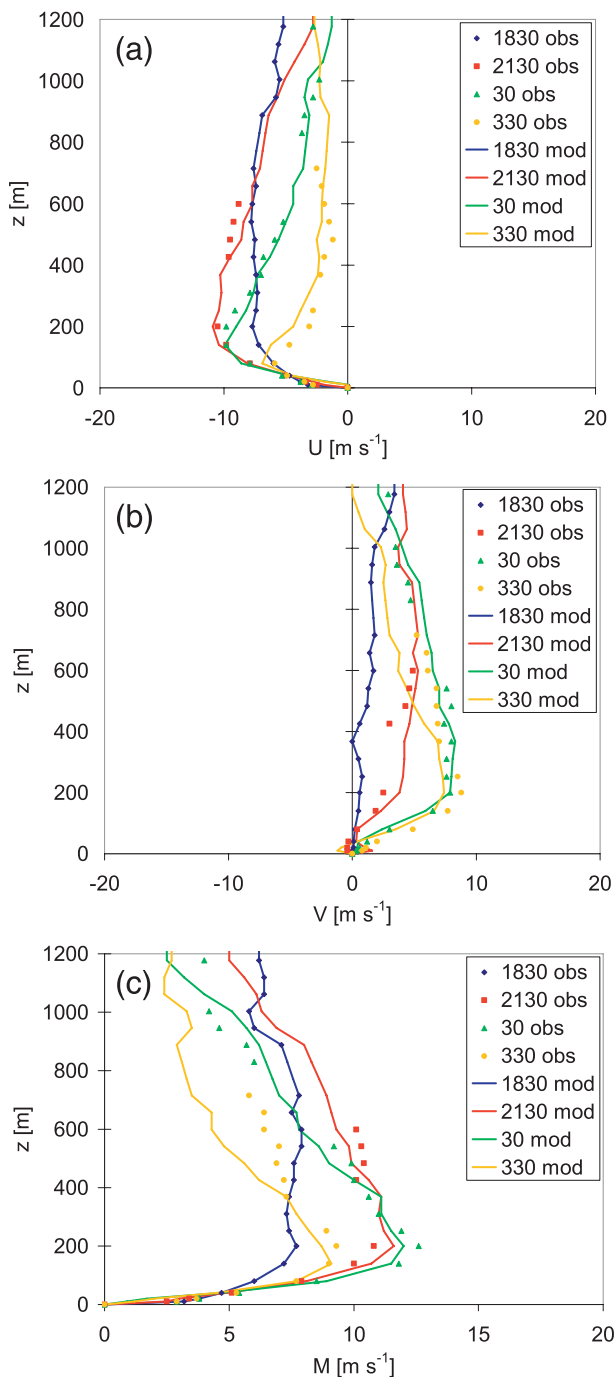 (a)
1200
1000
800
600
400
200
0
z [m]
-20
-10
0
10
20
U [m s-1]
1830 obs
2130 obs
30 obs
330 obs
1830 mod
2130 mod
30 mod
330 mod
(b)
1200
1000
800
600
400
200
0
z [m]
-20
-10
0
10
20
V [m s-1]
1830 obs
2130 obs
30 obs
330 obs
1830 mod
2130 mod
30 mod
330 mod
(c)
1200
1000
800
600
400
200
0
z [m]
0
5
10
15
20
M [m s-1]
1830 obs
2130 obs
30 obs
330 obs
1830 mod
2130 mod
30 mod
330 mod